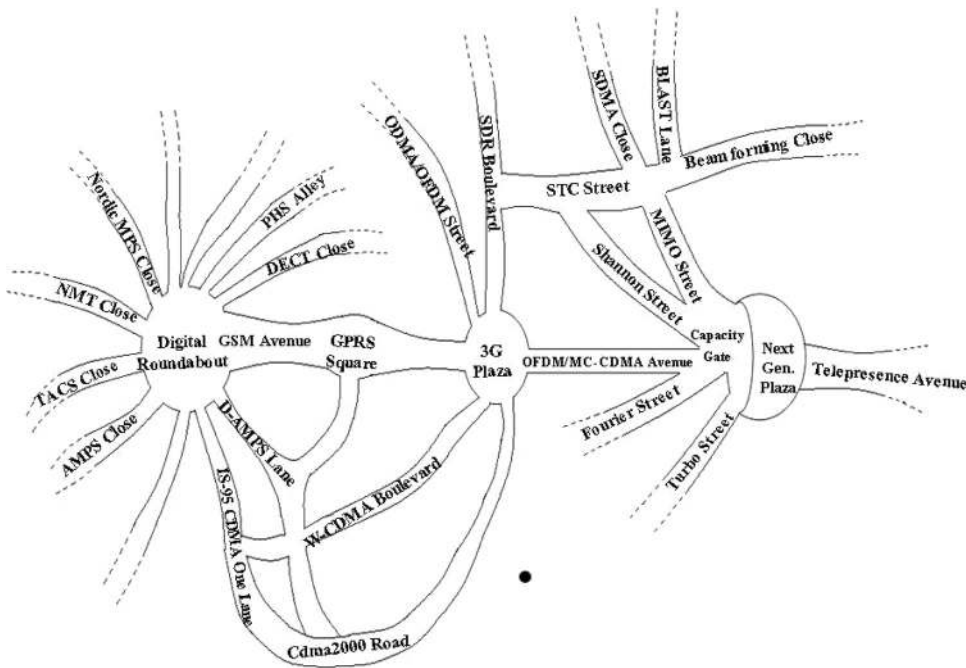 SDMA Close
BLAST Lane
Beamforming Close
ODMA/OFDM Street
SDR Boulevard
STC Street
Nordic MPS Close
PHS Alley
DECT Close
MIMO Street
Shannon Street
NMT Close
Digital
Roundabout
GSM Avenue
GPRS
Square
3G
Plaza
OFDM/MC-CDMA Avenue
Capacity
Gate
Next
Gen.
Plaza
Telepresence Avenue
TACS Close
AMPS Close
D-AMPS Lane
IS-95 CDMA One Lane
W-CDMA Boulevard
Fourier Street
Turbo Street
Cdma2000 Road